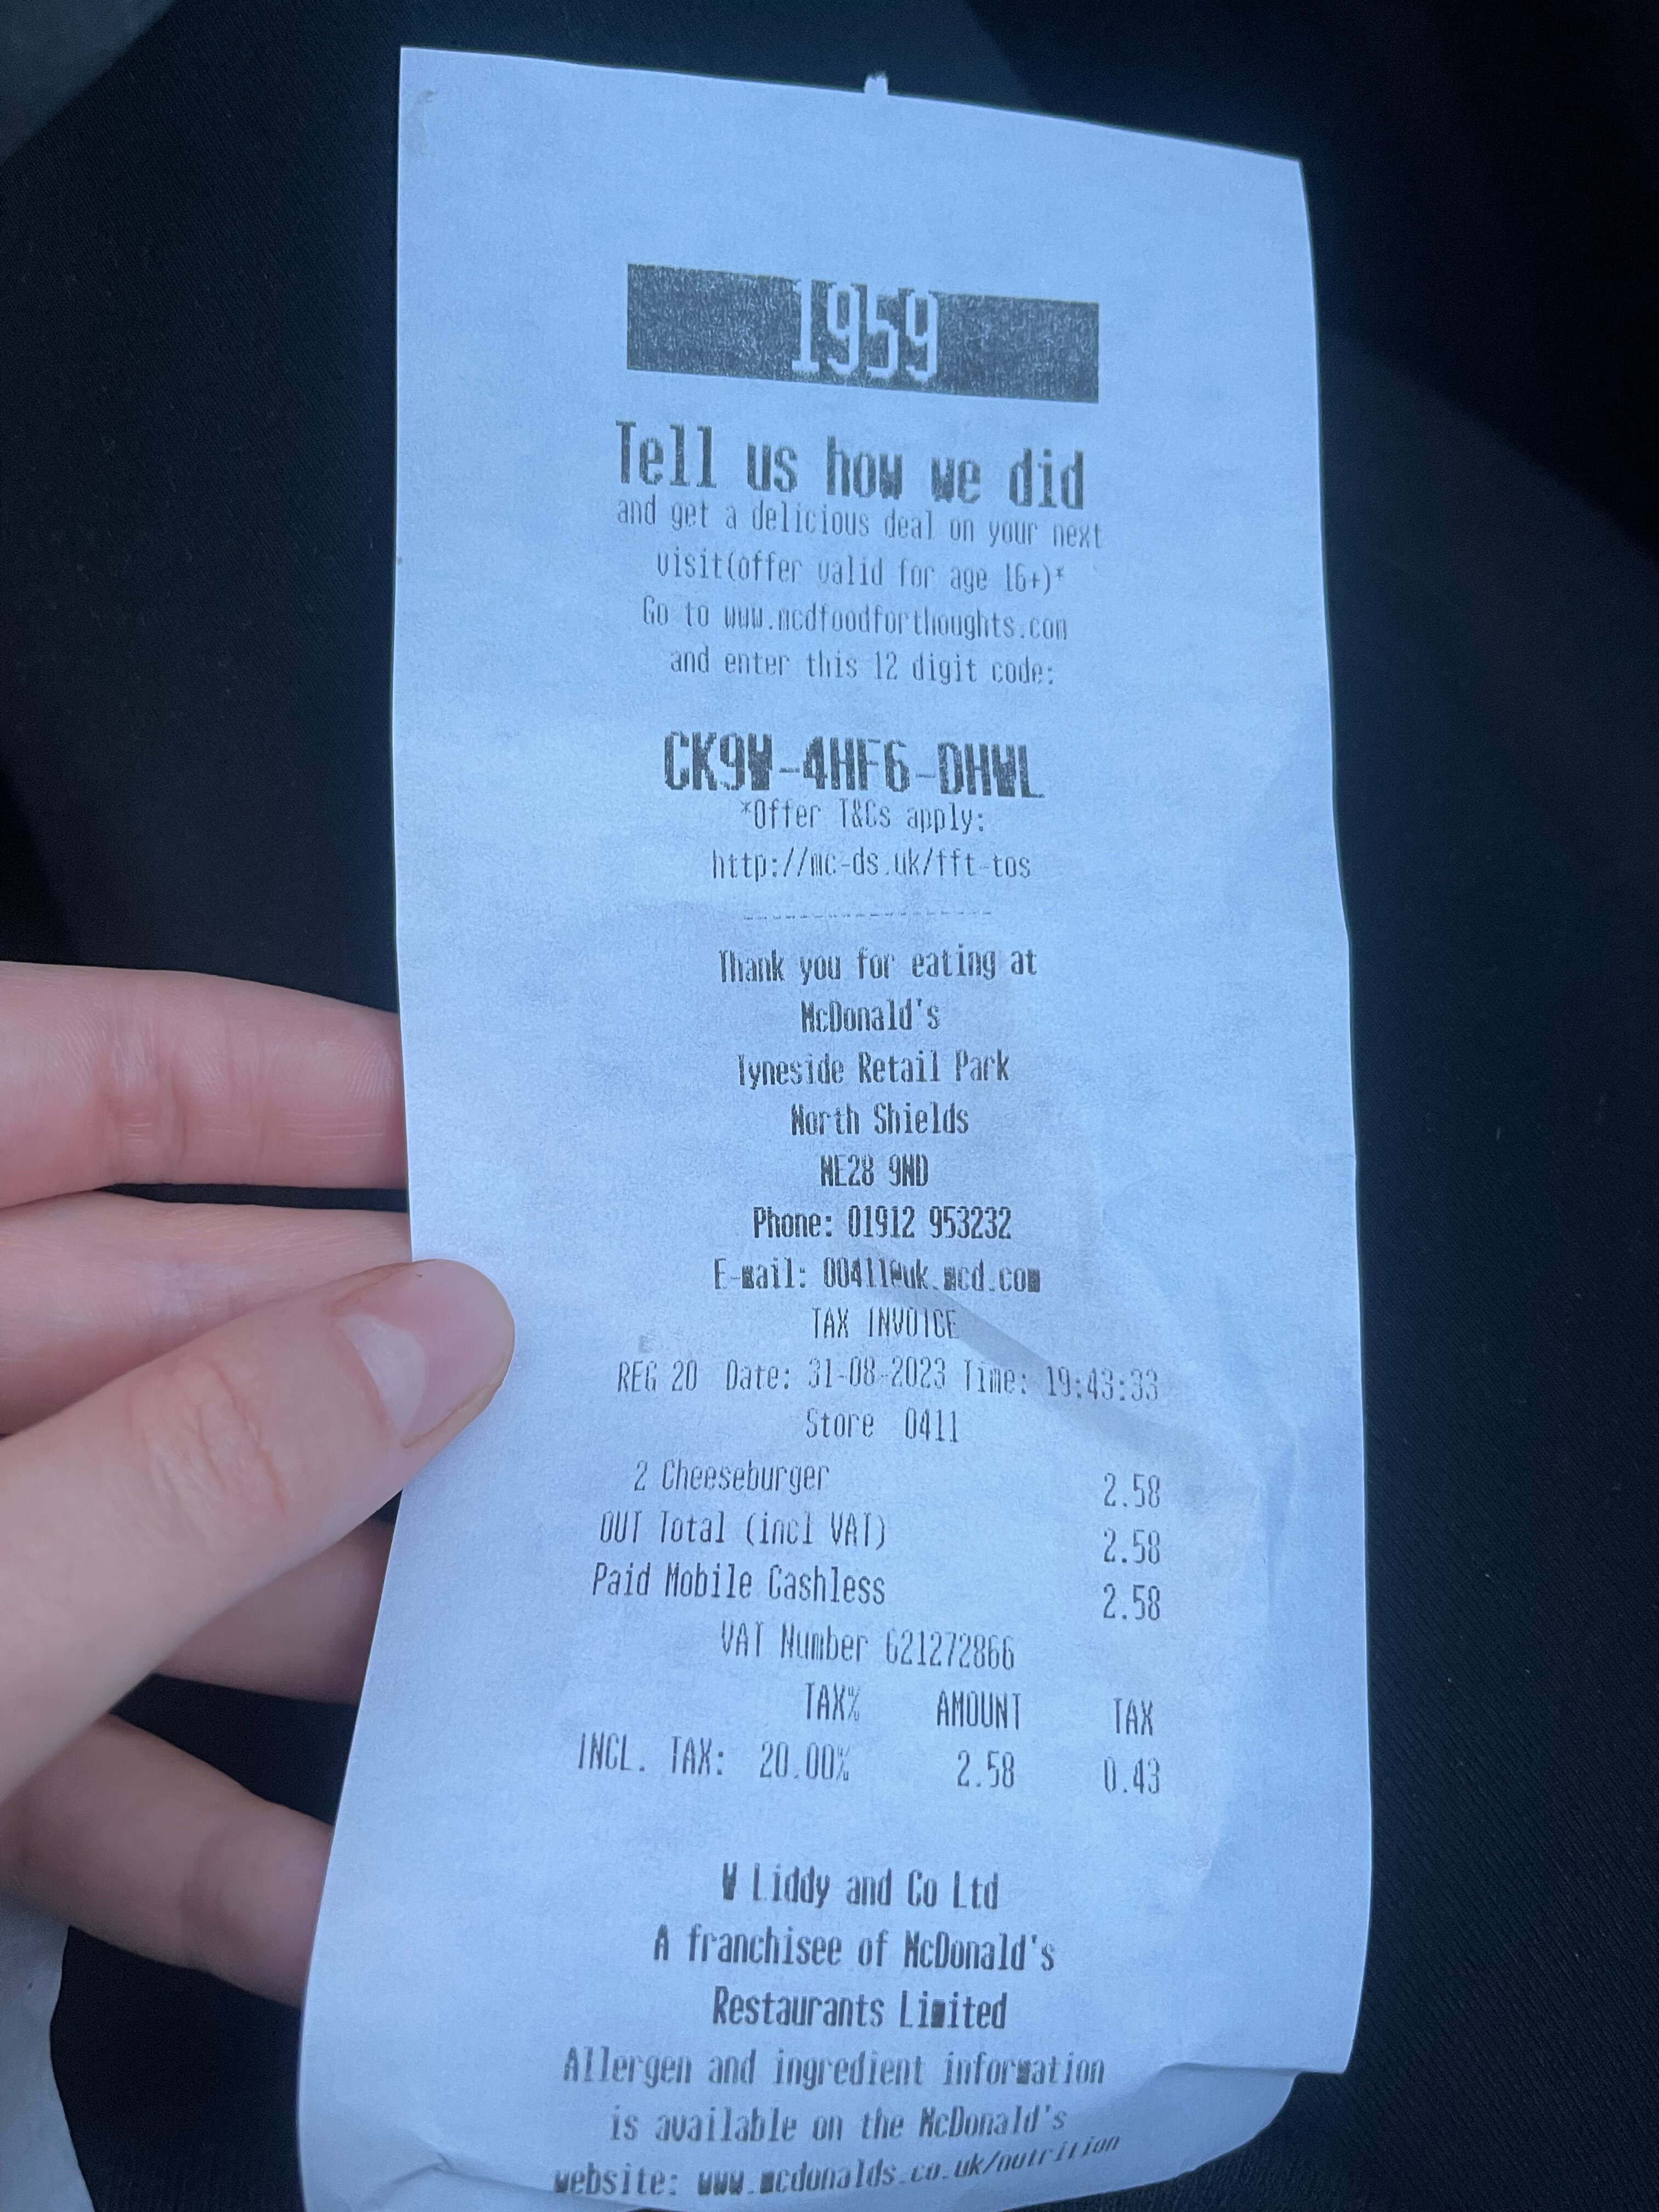 1959
Tell us how we did
and get a delicious deal on your next
visit(offer valid for age 16+)*
Go to www.mcdfoodforthoughts.com
and enter this 12 digit code:
CK9W-4HF6-DHWL
*Offer T&Cs apply:
http://mc-ds.uk/fft-tos
--------------------
Thank you for eating at
McDonald's
Tyneside Retail Park
North Shields
NE28 9ND
Phone: 01912 953232
E-mail: 00411@uk.mcd.com
TAX INVOICE
REG 20 Date: 31-08-2023 Time: 19:43:33
Store 0411
2 Cheeseburger 2.58
OUT Total (incl VAT) 2.58
Paid Mobile Cashless 2.58
VAT Number 621272866
TAX% AMOUNT TAX
INCL. TAX: 20.00% 2.58 0.43
W Liddy and Co Ltd
A franchisee of McDonald's
Restaurants Limited
Allergen and ingredient information
is available on the McDonald's
website: www.mcdonalds.co.uk/nutrition